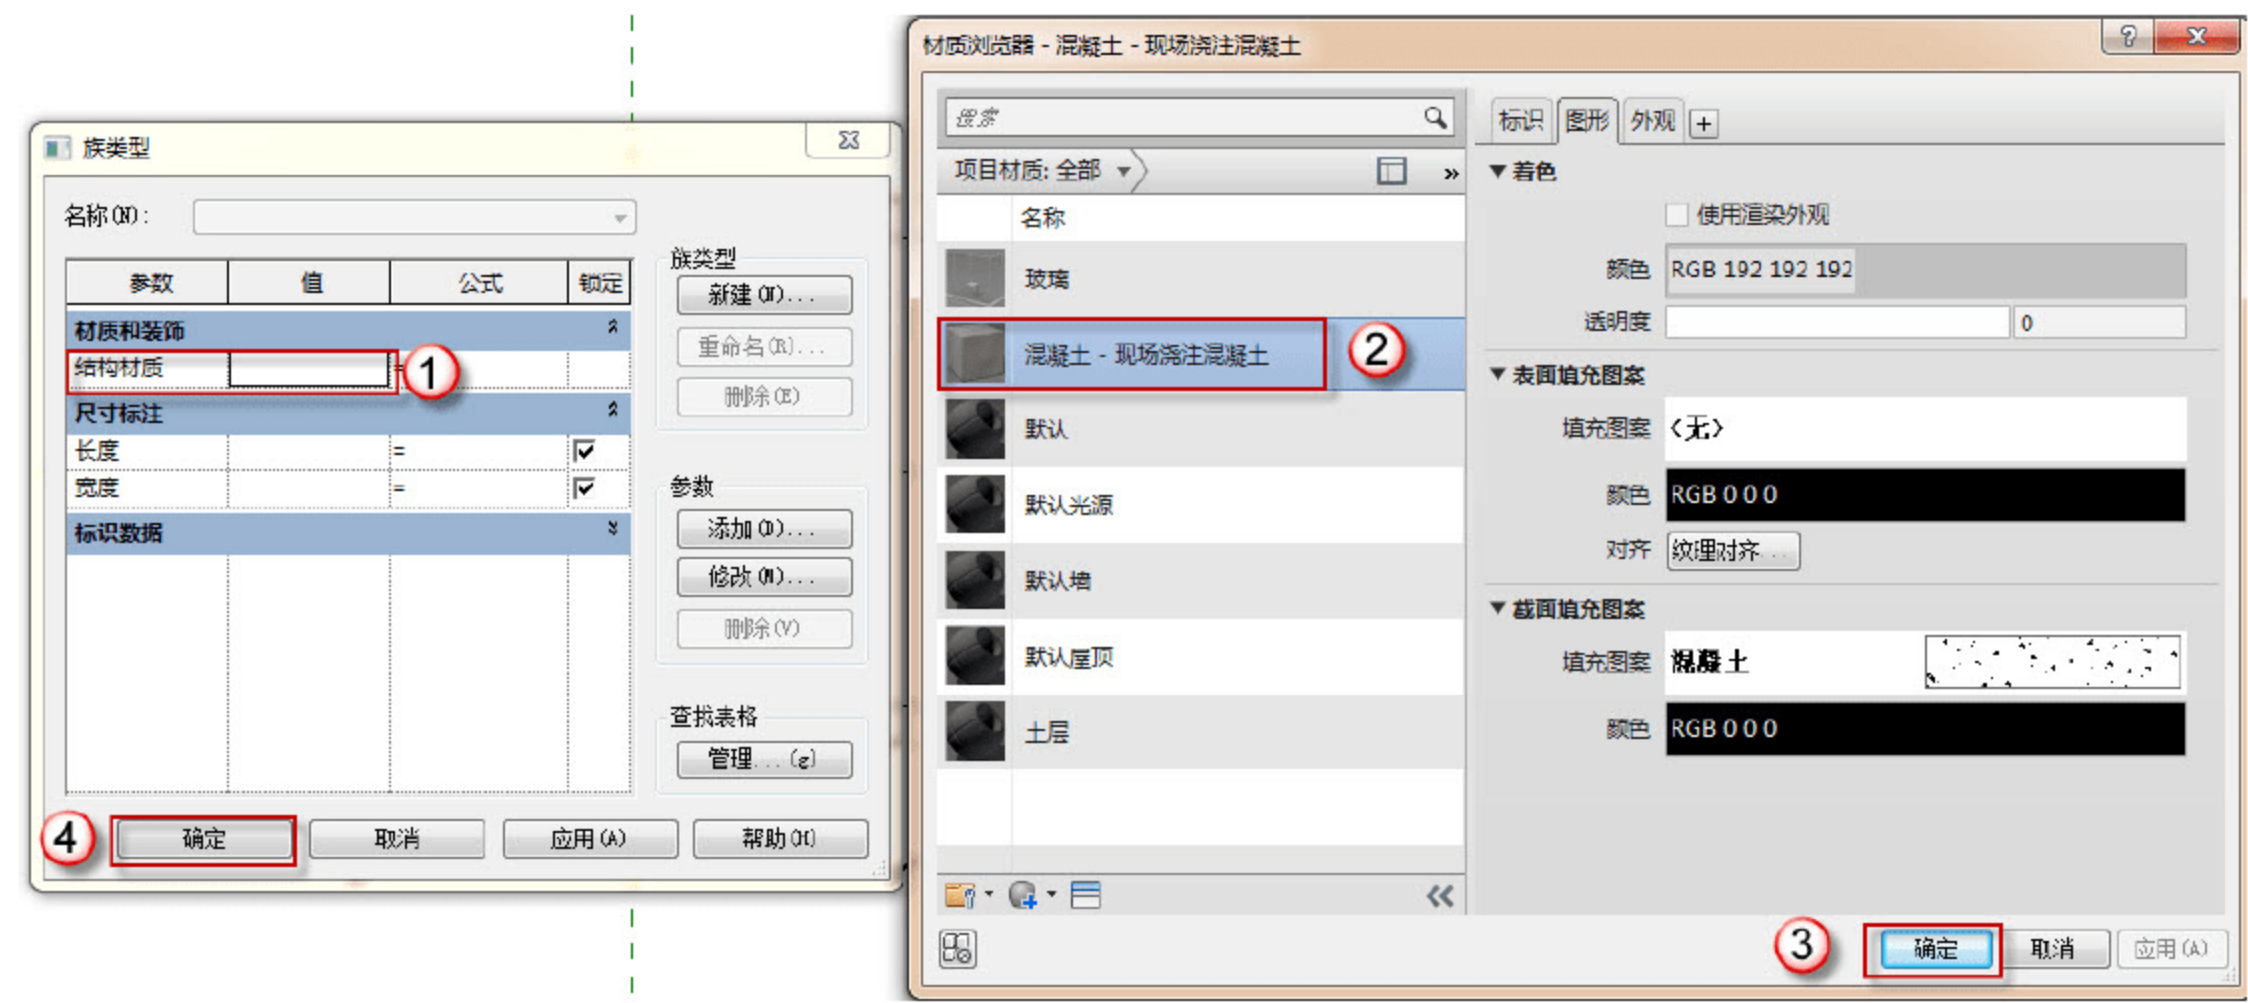 族类型
名称(N):
参数 值 公式 锁定
材质和装饰
结构材质 =
尺寸标注
长度 =
宽度 =
标识数据
族类型
新建(N)...
重命名(R)...
删除(E)
参数
添加(D)...
修改(M)...
删除(V)
查找表格
管理...(g)
确定 取消 应用(A) 帮助(H)
1
4
材质浏览器 - 混凝土 - 现场浇注混凝土
搜索
项目材质: 全部 »
名称
玻璃
混凝土 - 现场浇注混凝土
2
默认
默认光源
默认墙
默认屋顶
土层
标识 图形 外观 +
着色
使用渲染外观
颜色 RGB 192 192 192
透明度 0
表面填充图案
填充图案 <无>
颜色 RGB 0 0 0
对齐 纹理对齐...
截面填充图案
填充图案 混凝土
颜色 RGB 0 0 0
3
确定 取消 应用(A)